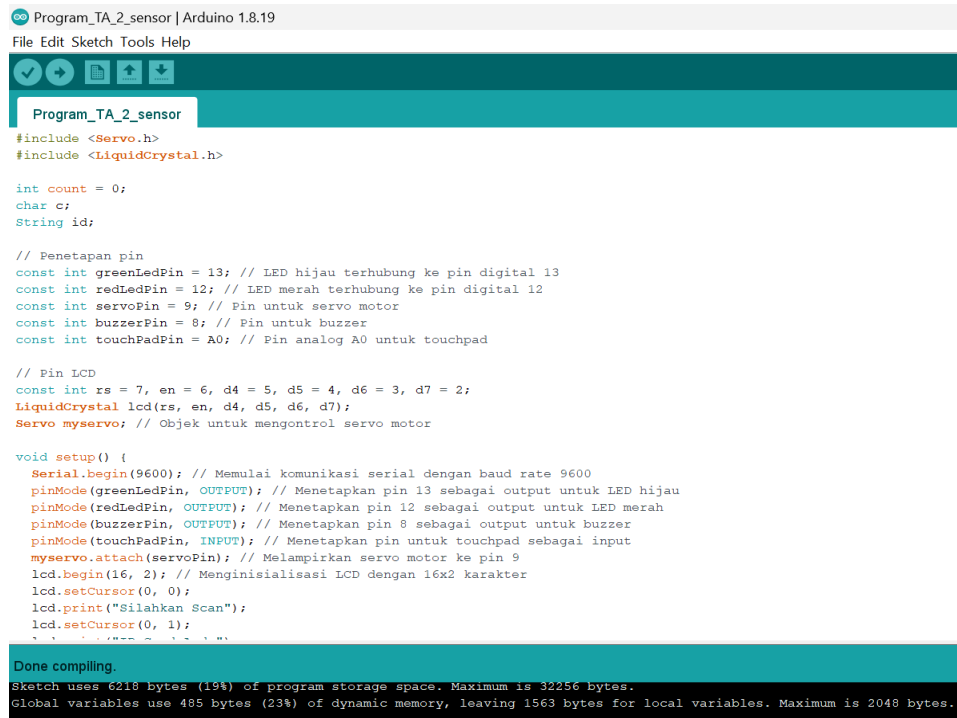 Program_TA_2_sensor | Arduino 1.8.19
File Edit Sketch Tools Help
Program_TA_2_sensor
#include <Servo.h>
#include <LiquidCrystal.h>
int count = 0;
char c;
String id;
// Penetapan pin
const int greenLedPin = 13; // LED hijau terhubung ke pin digital 13
const int redLedPin = 12; // LED merah terhubung ke pin digital 12
const int servoPin = 9; // Pin untuk servo motor
const int buzzerPin = 8; // Pin untuk buzzer
const int touchPadPin = A0; // Pin analog A0 untuk touchpad
// Pin LCD
const int rs = 7, en = 6, d4 = 5, d5 = 4, d6 = 3, d7 = 2;
LiquidCrystal lcd(rs, en, d4, d5, d6, d7);
Servo myservo; // Objek untuk mengontrol servo motor
void setup() {
  Serial.begin(9600); // Memulai komunikasi serial dengan baud rate 9600
  pinMode(greenLedPin, OUTPUT); // Menetapkan pin 13 sebagai output untuk LED hijau
  pinMode(redLedPin, OUTPUT); // Menetapkan pin 12 sebagai output untuk LED merah
  pinMode(buzzerPin, OUTPUT); // Menetapkan pin 8 sebagai output untuk buzzer
  pinMode(touchPadPin, INPUT); // Menetapkan pin untuk touchpad sebagai input
  myservo.attach(servoPin); // Melampirkan servo motor ke pin 9
  lcd.begin(16, 2); // Menginisialisasi LCD dengan 16x2 karakter
  lcd.setCursor(0, 0);
  lcd.print("Silahkan Scan");
  lcd.setCursor(0, 1);
Done compiling.
Sketch uses 6218 bytes (19%) of program storage space. Maximum is 32256 bytes.
Global variables use 485 bytes (23%) of dynamic memory, leaving 1563 bytes for local variables. Maximum is 2048 bytes.